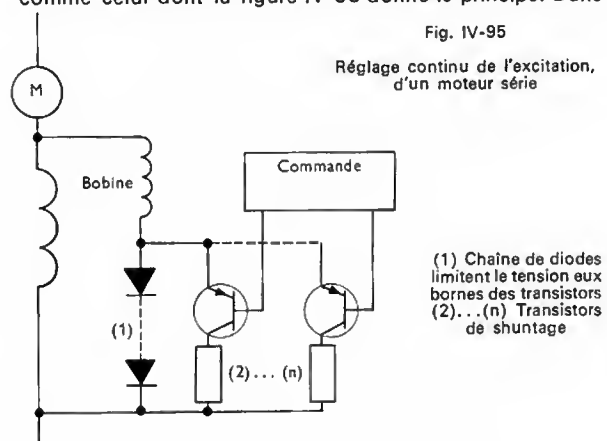 comme celui dont la figure IV-95 donne le principe. Dans
Fig. IV-95
Réglage continu de l'excitation,
d'un moteur série
M
Bobine
Commande
(1)
(2)...(n)
(1) Chaîne de diodes
limitent le tension eux
bornes des transistors
(2)...(n) Transistors
de shuntage